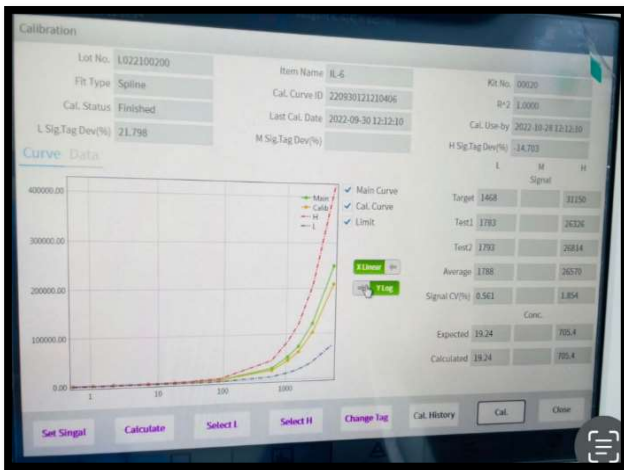 Calibration
Lot No. L022100200
Item Name IL-6
Kit No. 00020
Fit Type Spline
Cal. Curve ID 220930121210406
R^2 1.0000
Cal. Status Finished
Last Cal. Date 2022-09-30 12:12:10
Cal. Use-by 2022-10-28 12:12:10
L Sig.Tag Dev(%) 21.798
M Sig.Tag Dev(%)
H Sig.Tag Dev(%) -14.703
Curve Data
L M H
Signal
400000.00
300000.00
200000.00
100000.00
0.00
1 10 100 1000
Main
Calib
H
L
Main Curve
Cal. Curve
Limit
X Linear
Y Log
Target 1468 31150
Test1 1783 26326
Test2 1793 26814
Average 1788 26570
Signal CV(%) 0.561 1.854
Conc.
Expected 19.24 705.4
Calculated 19.24 705.4
Set Singal Calculate Select L Select H Change Tag Cal. History Cal. Close